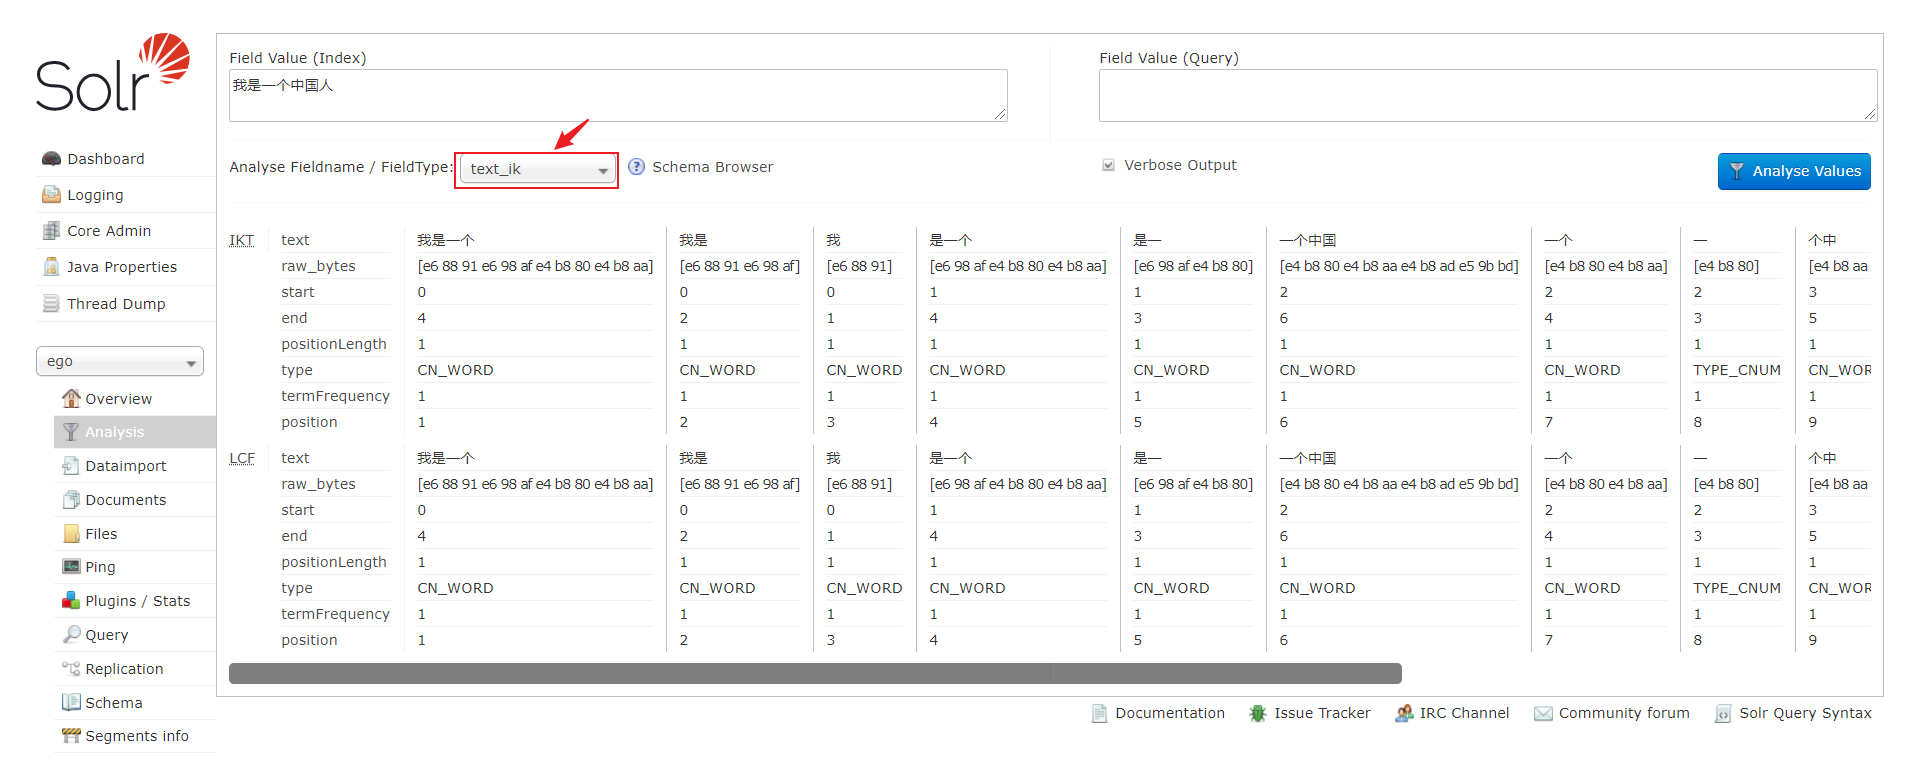 Solr
Dashboard
Logging
Core Admin
Java Properties
Thread Dump
ego
Overview
Analysis
Dataimport
Documents
Files
Ping
Plugins / Stats
Query
Replication
Schema
Segments info
Field Value (Index)
我是一个中国人
Field Value (Query)
Analyse Fieldname / FieldType: text_ik ? Schema Browser
Verbose Output
Analyse Values
IKT text 我是一个 我是 我 是一个 是一 一个中国 一个 一 个中
raw_bytes [e6 88 91 e6 98 af e4 b8 80 e4 b8 aa] [e6 88 91 e6 98 af] [e6 88 91] [e6 98 af e4 b8 80 e4 b8 aa] [e6 98 af e4 b8 80] [e4 b8 80 e4 b8 aa e4 b8 ad e5 9b bd] [e4 b8 80 e4 b8 aa] [e4 b8 80] [e4 b8 aa
start 0 0 0 1 1 2 2 2 3
end 4 2 1 4 3 6 4 3 5
positionLength 1 1 1 1 1 1 1 1 1
type CN_WORD CN_WORD CN_WORD CN_WORD CN_WORD CN_WORD CN_WORD TYPE_CNUM CN_WOR
termFrequency 1 1 1 1 1 1 1 1 1
position 1 2 3 4 5 6 7 8 9
LCF text 我是一个 我是 我 是一个 是一 一个中国 一个 一 个中
raw_bytes [e6 88 91 e6 98 af e4 b8 80 e4 b8 aa] [e6 88 91 e6 98 af] [e6 88 91] [e6 98 af e4 b8 80 e4 b8 aa] [e6 98 af e4 b8 80] [e4 b8 80 e4 b8 aa e4 b8 ad e5 9b bd] [e4 b8 80 e4 b8 aa] [e4 b8 80] [e4 b8 aa
start 0 0 0 1 1 2 2 2 3
end 4 2 1 4 3 6 4 3 5
positionLength 1 1 1 1 1 1 1 1 1
type CN_WORD CN_WORD CN_WORD CN_WORD CN_WORD CN_WORD CN_WORD TYPE_CNUM CN_WOR
termFrequency 1 1 1 1 1 1 1 1 1
position 1 2 3 4 5 6 7 8 9
Documentation Issue Tracker IRC Channel Community forum Solr Query Syntax